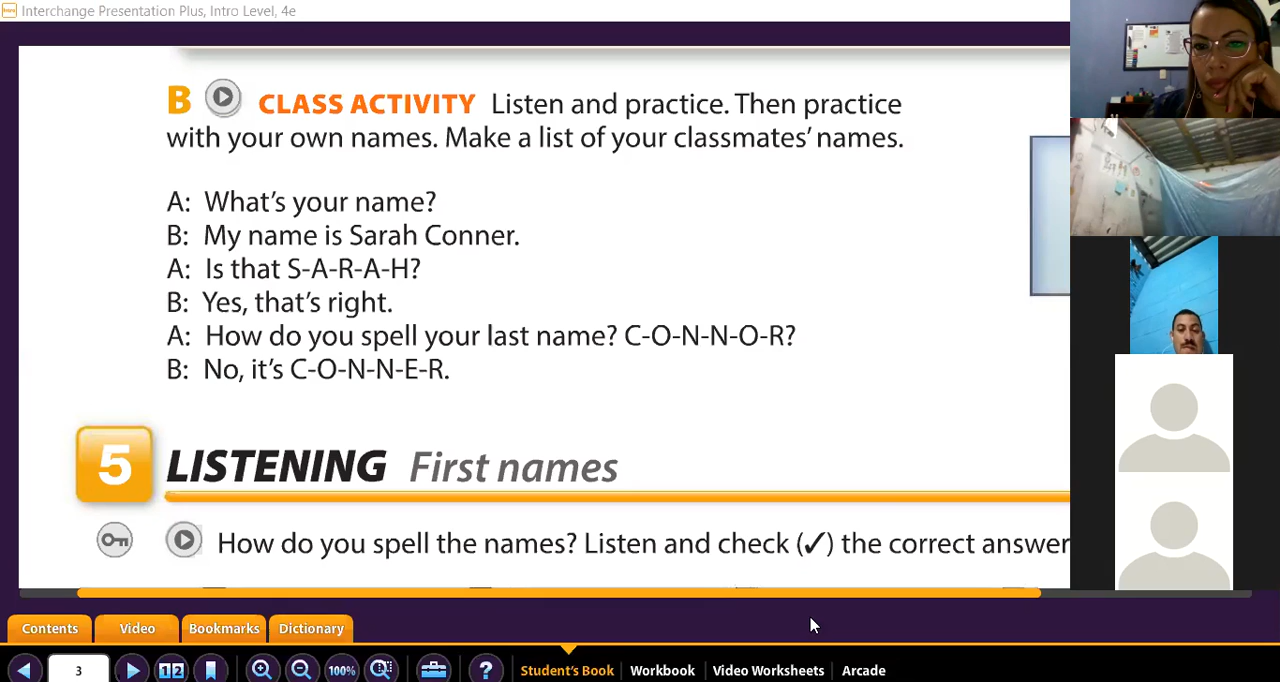 Interchange Presentation Plus, Intro Level, 4e
B CLASS ACTIVITY Listen and practice. Then practice
with your own names. Make a list of your classmates’ names.
A: What’s your name?
B: My name is Sarah Conner.
A: Is that S-A-R-A-H?
B: Yes, that’s right.
A: How do you spell your last name? C-O-N-N-O-R?
B: No, it’s C-O-N-N-E-R.
5 LISTENING First names
How do you spell the names? Listen and check (✓) the correct answer
Contents Video Bookmarks Dictionary
3 12 100% ? Student's Book Workbook Video Worksheets Arcade